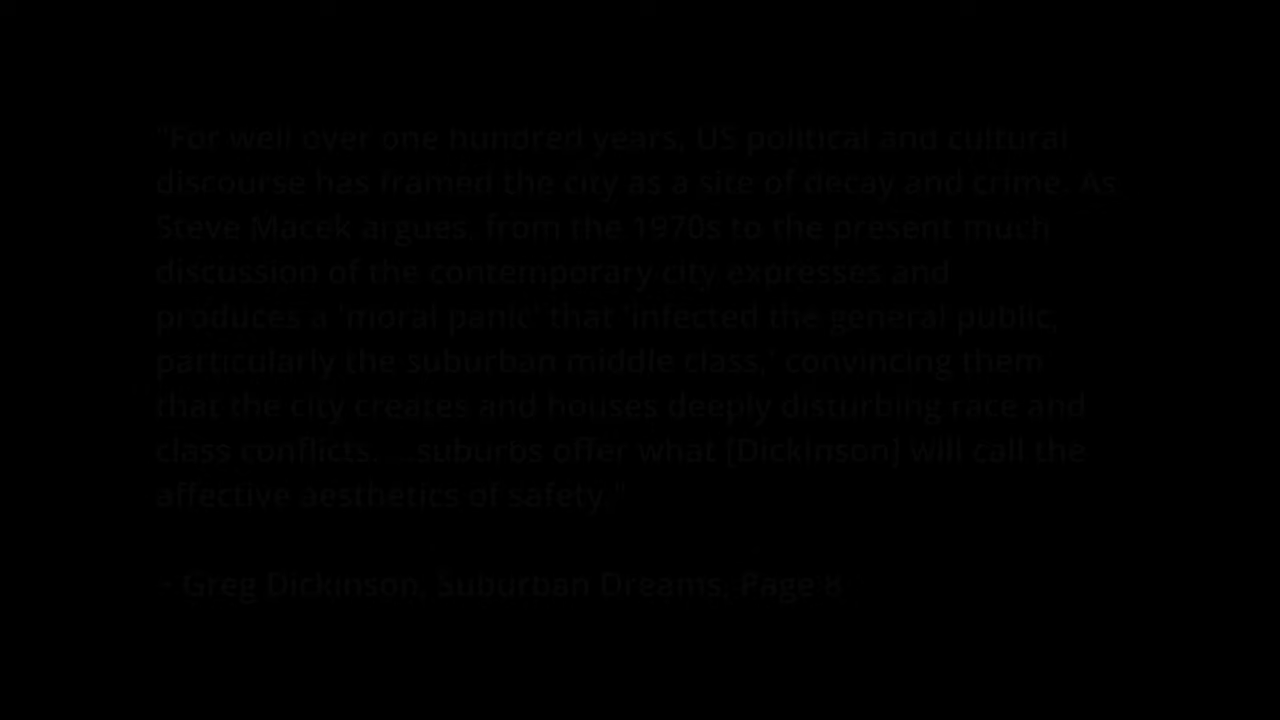 "For well over one hundred years, US political and cultural
discourse has framed the city as a site of decay and crime. As
Steve Macek argues, from the 1970s to the present much
discussion of the contemporary city expresses and
produces a 'moral panic' that 'infected the general public,
particularly the suburban middle class,' convincing them
that the city creates and houses deeply disturbing race and
class conflicts....suburbs offer what [Dickinson] will call the
affective aesthetics of safety."
- Greg Dickinson, Suburban Dreams, Page 8